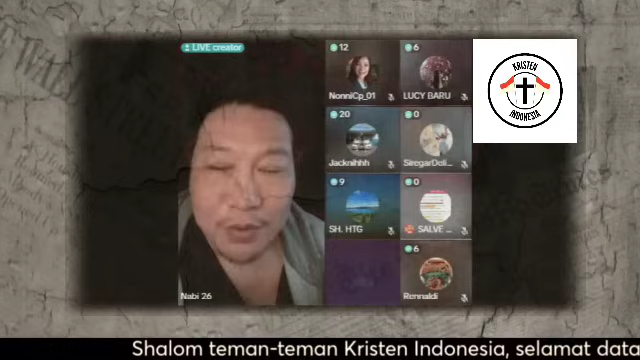 LIVE creator
12
6
NonniCp_01
LUCY BARU
20
0
Jacknihhh
SiregarDeli...
9
0
SH. HTG
SALVE ...
6
Nabi 26
Rennaldi
KRISTEN
INDONESIA
Shalom teman-teman Kristen Indonesia, selamat data